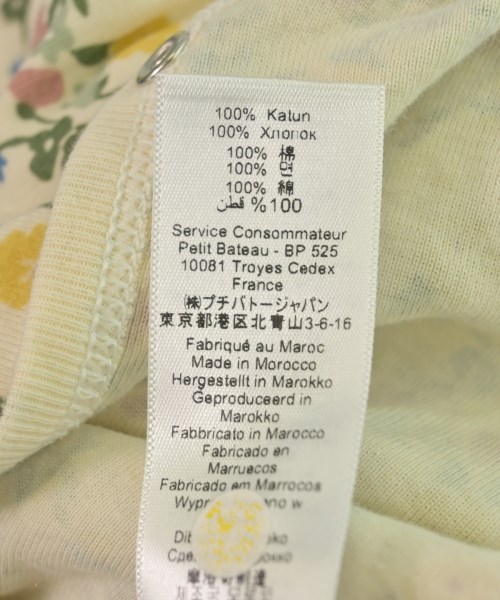 100% Katun
100% Хлопок
100% 棉
100% 면
100% 綿
100% قطن
Service Consommateur
Petit Bateau - BP 525
10081 Troyes Cedex
France
㈱プチバトージャパン
東京都港区北青山3-6-16
Fabriqué au Maroc
Made in Morocco
Hergestellt in Marokko
Geproduceerd in
Marokko
Fabbricato in Marocco
Fabricado en
Marruecos
Fabricado em Marrocos
w